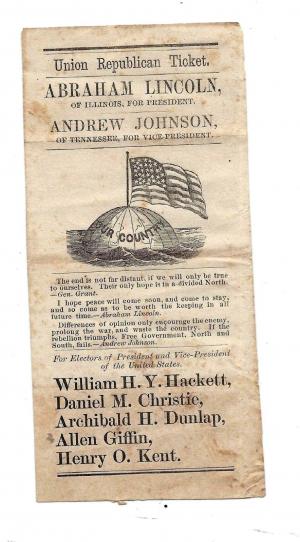 Union Republican Ticket.
ABRAHAM LINCOLN,
OF ILLINOIS, FOR PRESIDENT.
ANDREW JOHNSON,
OF TENNESSEE, FOR VICE-PRESIDENT.
OUR COUNTRY
The end is not far distant, if we will only be true
to ourselves. Their only hope is in a divided North.
—Gen. Grant.
I hope peace will come soon, and come to stay,
and so come as to be worth the keeping in all
future time.—Abraham Lincoln.
Differences of opinion only encourage the enemy,
prolong the war, and waste the country. If the
rebellion triumphs, Free Government, North and
South, fails.—Andrew Johnson.
For Electors of President and Vice-President
of the United States.
William H. Y. Hackett,
Daniel M. Christie,
Archibald H. Dunlap,
Allen Giffin,
Henry O. Kent.